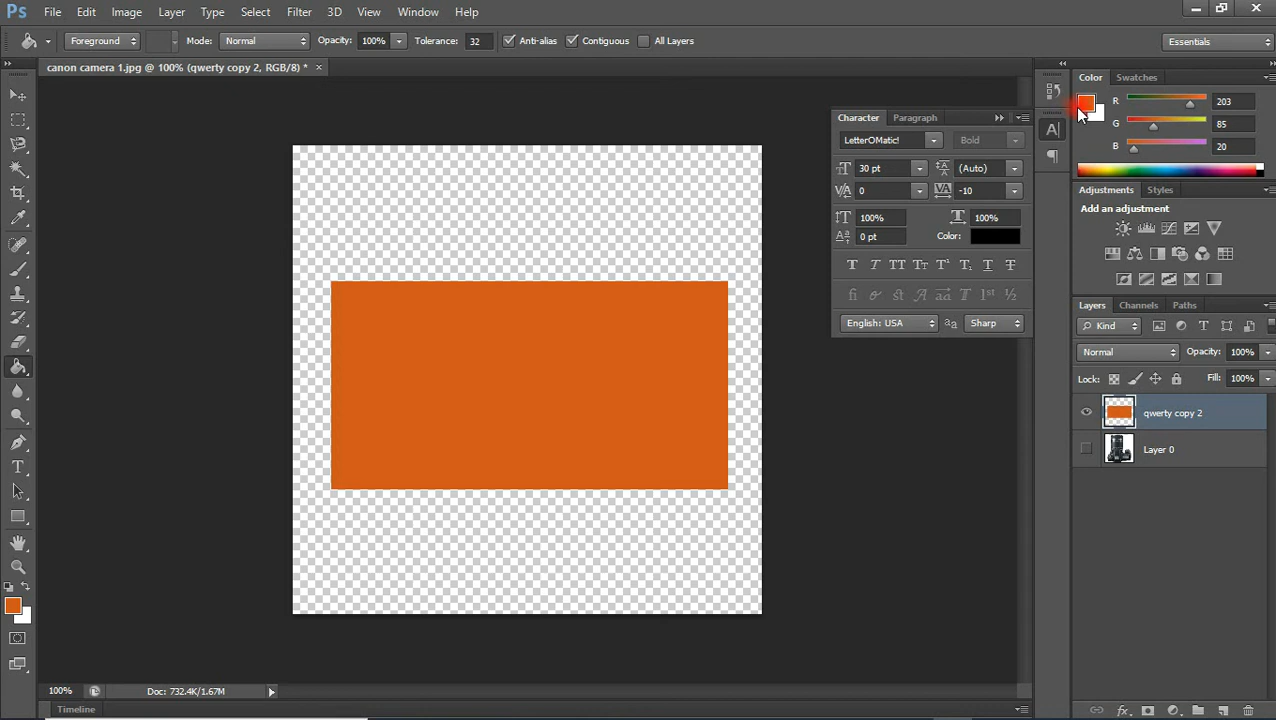 Ps File Edit Image Layer Type Select Filter 3D View Window Help
Foreground Mode: Normal Opacity: 100% Tolerance: 32 Anti-alias Contiguous All Layers Essentials
canon camera 1.jpg @ 100% (qwerty copy 2, RGB/8) * ×
Color Swatches
R 203
G 85
B 20
Character Paragraph
LetterOMatic! Bold
30 pt (Auto)
0 -10
100% 100%
0 pt Color:
English: USA Sharp
Adjustments Styles
Add an adjustment
Layers Channels Paths
Kind
Normal Opacity: 100%
Lock: Fill: 100%
qwerty copy 2
Layer 0
100% Doc: 732.4K/1.67M
Timeline